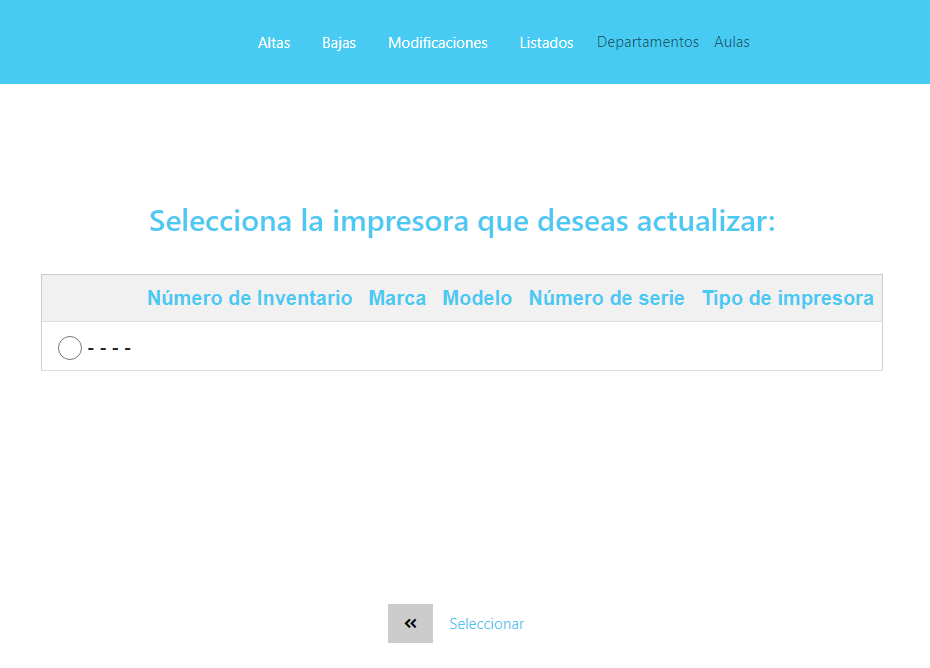 Altas Bajas Modificaciones Listados Departamentos Aulas
Selecciona la impresora que deseas actualizar:
Número de Inventario Marca Modelo Número de serie Tipo de impresora
- - - -
« Seleccionar